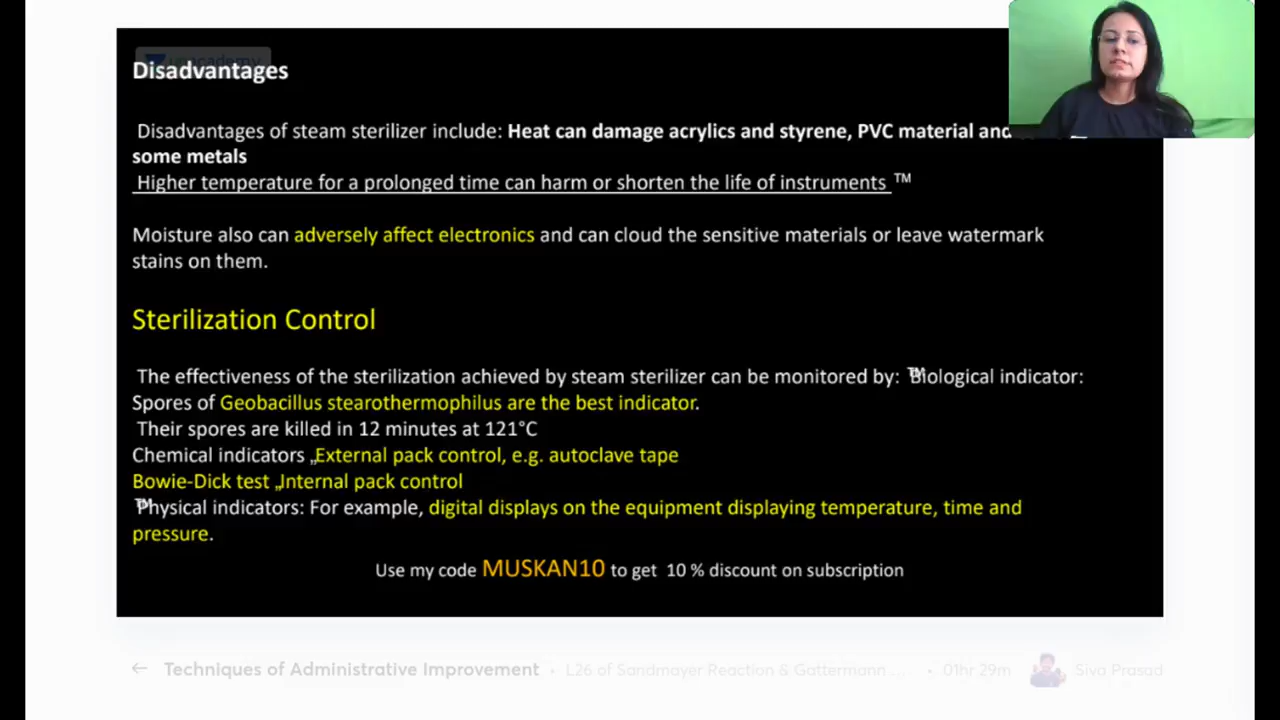 Disadvantages
Disadvantages of steam sterilizer include: Heat can damage acrylics and styrene, PVC material and
some metals
Higher temperature for a prolonged time can harm or shorten the life of instruments ™
Moisture also can adversely affect electronics and can cloud the sensitive materials or leave watermark
stains on them.
Sterilization Control
The effectiveness of the sterilization achieved by steam sterilizer can be monitored by: ™Biological indicator:
Spores of Geobacillus stearothermophilus are the best indicator.
Their spores are killed in 12 minutes at 121°C
Chemical indicators „External pack control, e.g. autoclave tape
Bowie-Dick test „Internal pack control
™Physical indicators: For example, digital displays on the equipment displaying temperature, time and
pressure.
Use my code MUSKAN10 to get 10 % discount on subscription
← Techniques of Administrative Improvement • L26 of Sandmayer Reaction & Gattermann .... • 01hr 29m Siva Prasad